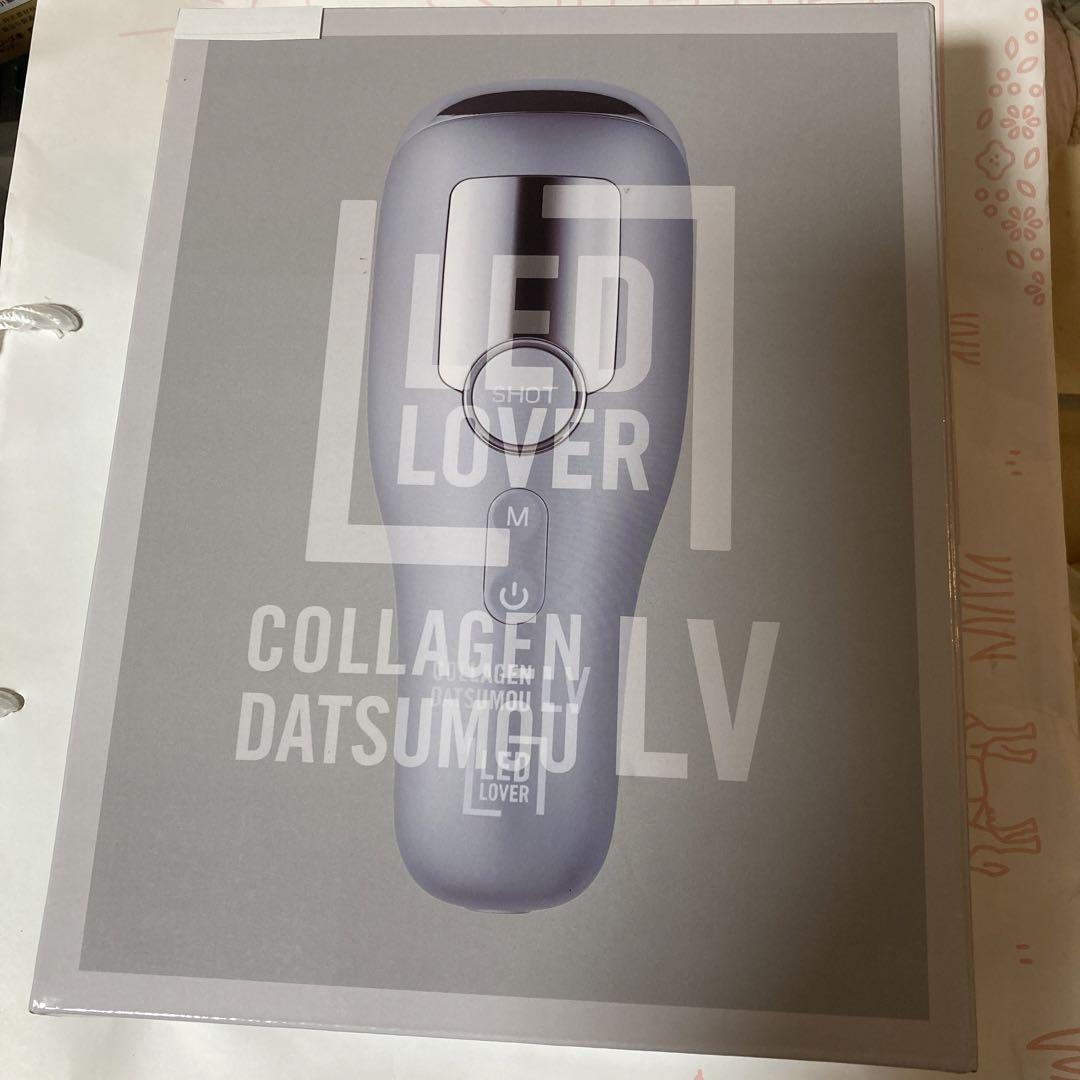 LED
SHOT
LOVER
M
COLLAGEN
DATSUMOU LV
COLLAGEN
DATSUMOU LV
LED
LOVER